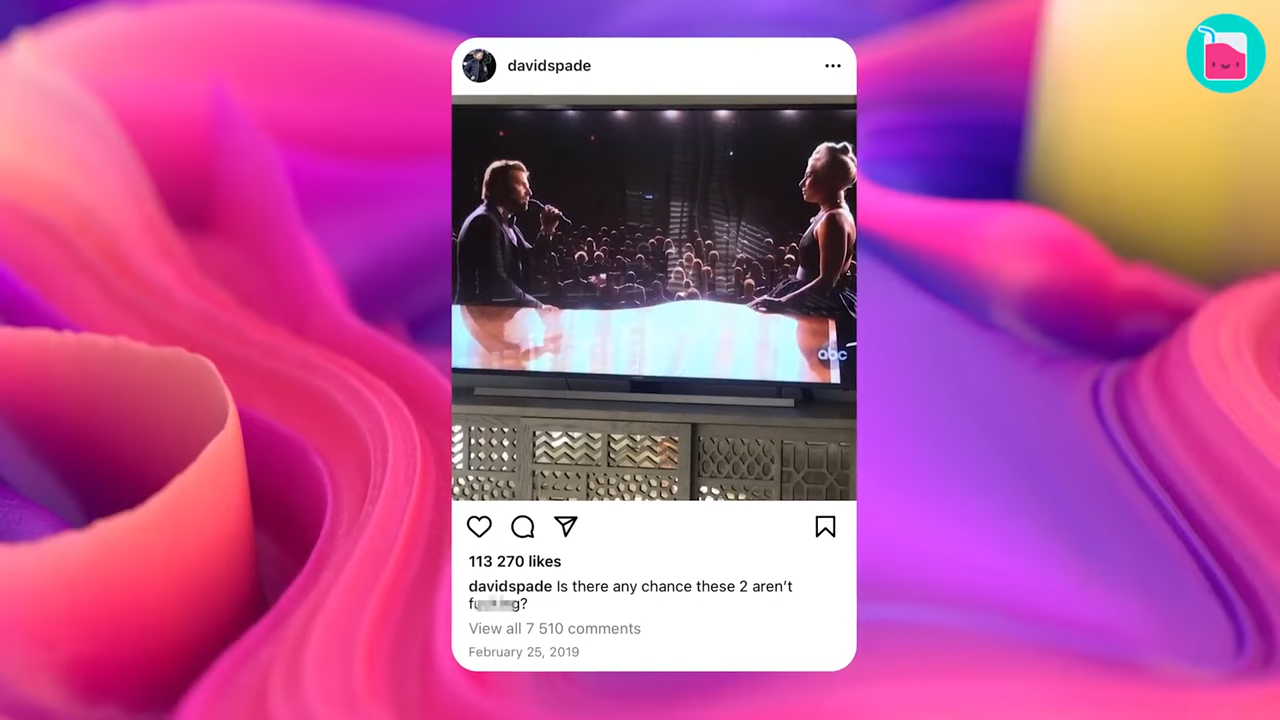 davidspade
abc
113 270 likes
davidspade Is there any chance these 2 aren't
View all 7 510 comments
February 25, 2019